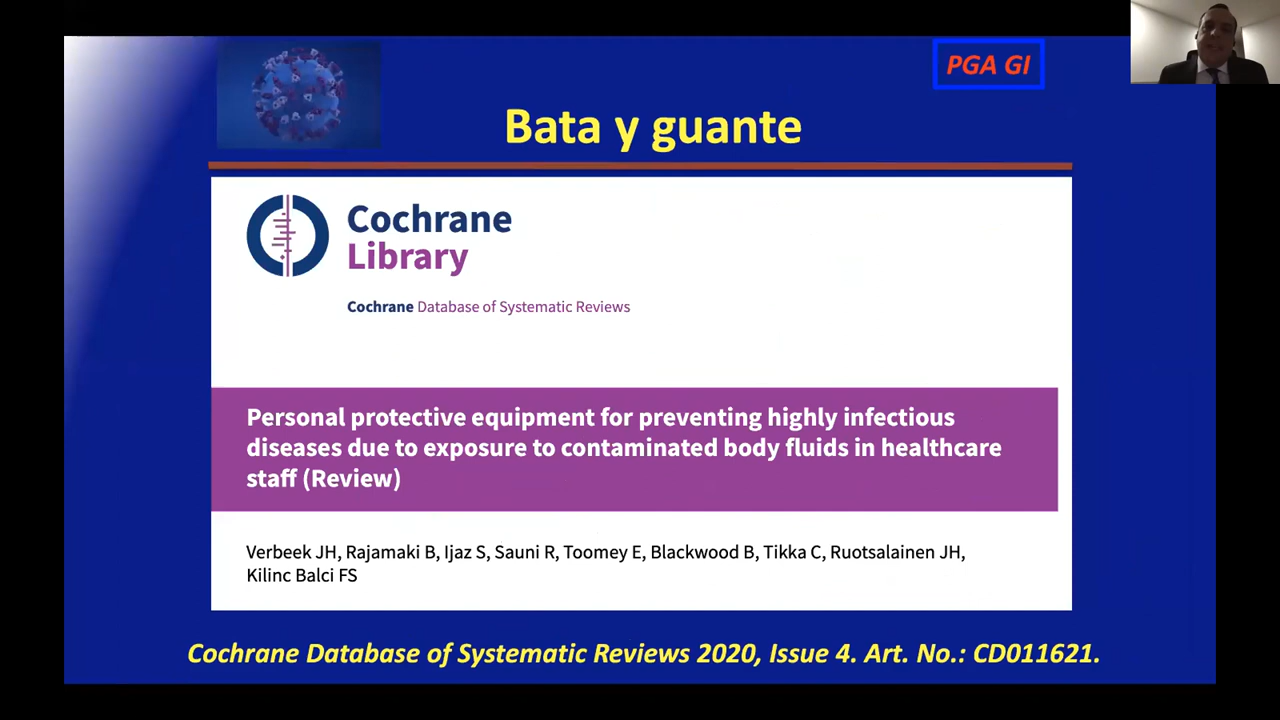 PGA GI
Bata y guante
Cochrane
Library
Cochrane Database of Systematic Reviews
Personal protective equipment for preventing highly infectious
diseases due to exposure to contaminated body fluids in healthcare
staff (Review)
Verbeek JH, Rajamaki B, Ijaz S, Sauni R, Toomey E, Blackwood B, Tikka C, Ruotsalainen JH,
Kilinc Balci FS
Cochrane Database of Systematic Reviews 2020, Issue 4. Art. No.: CD011621.